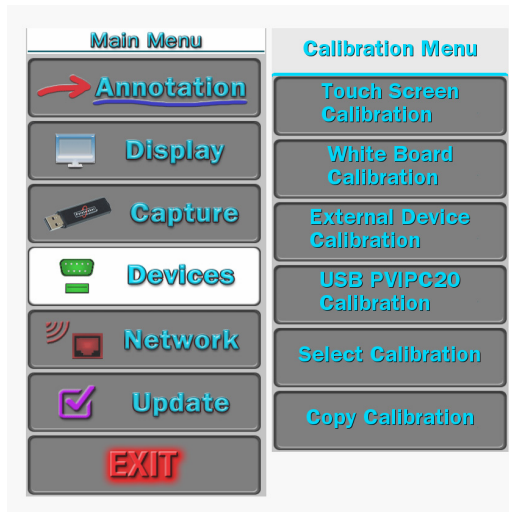 Main Menu
Annotation
Display
Capture
Devices
Network
Update
EXIT
Calibration Menu
Touch Screen
Calibration
White Board
Calibration
External Device
Calibration
USB PVIPC20
Calibration
Select Calibration
Copy Calibration